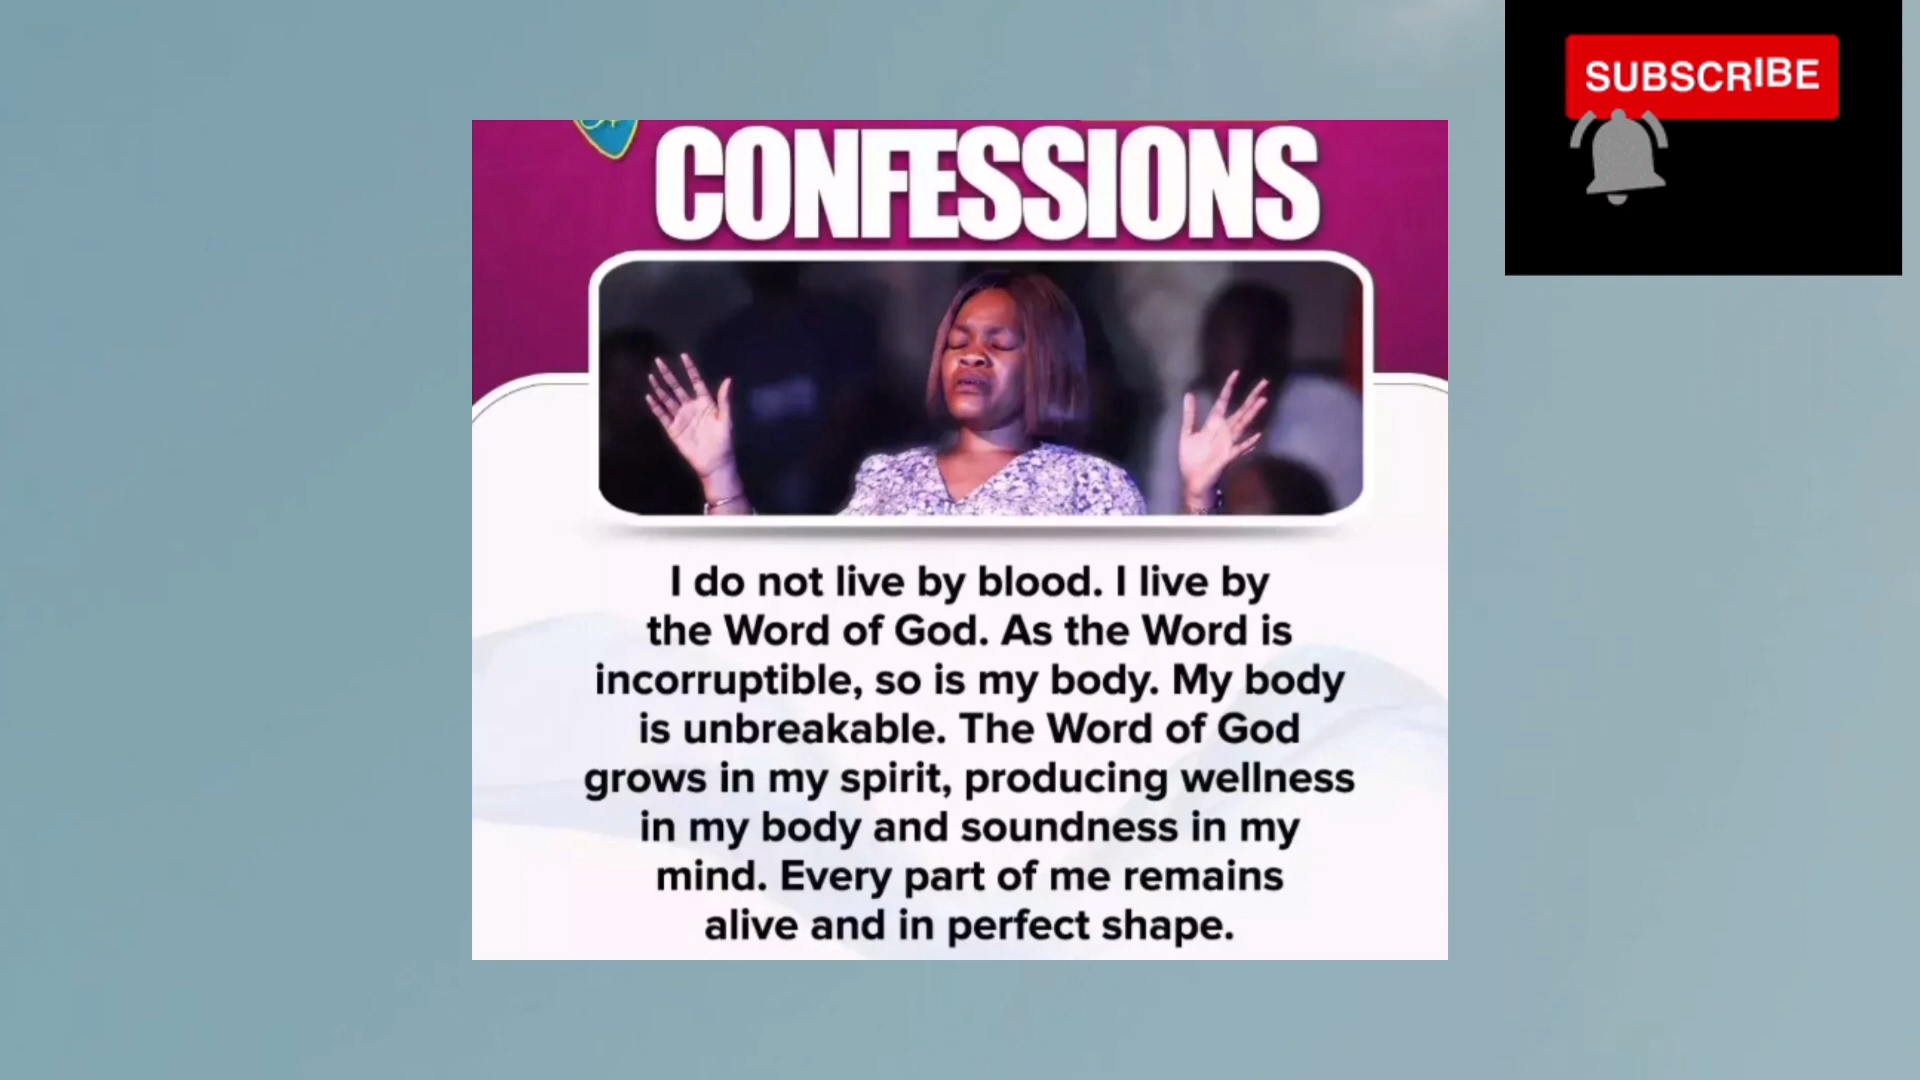 SUBSCRIBE
CONFESSIONS
I do not live by blood. I live by
the Word of God. As the Word is
incorruptible, so is my body. My body
is unbreakable. The Word of God
grows in my spirit, producing wellness
in my body and soundness in my
mind. Every part of me remains
alive and in perfect shape.